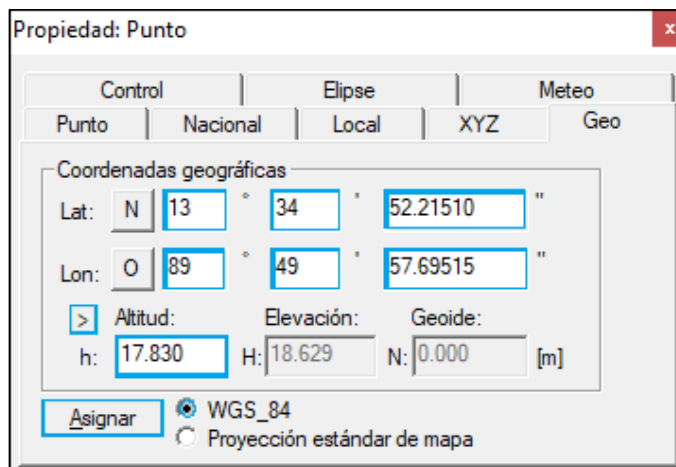 Propiedad: Punto x
Control Elipse Meteo
Punto Nacional Local XYZ Geo
Coordenadas geográficas
Lat: N 13 ° 34 ' 52.21510 "
Lon: O 89 ° 49 ' 57.69515 "
> Altitud: Elevación: Geoide:
h: 17.830 H: 18.629 N: 0.000 [m]
Asignar WGS_84
Proyección estándar de mapa